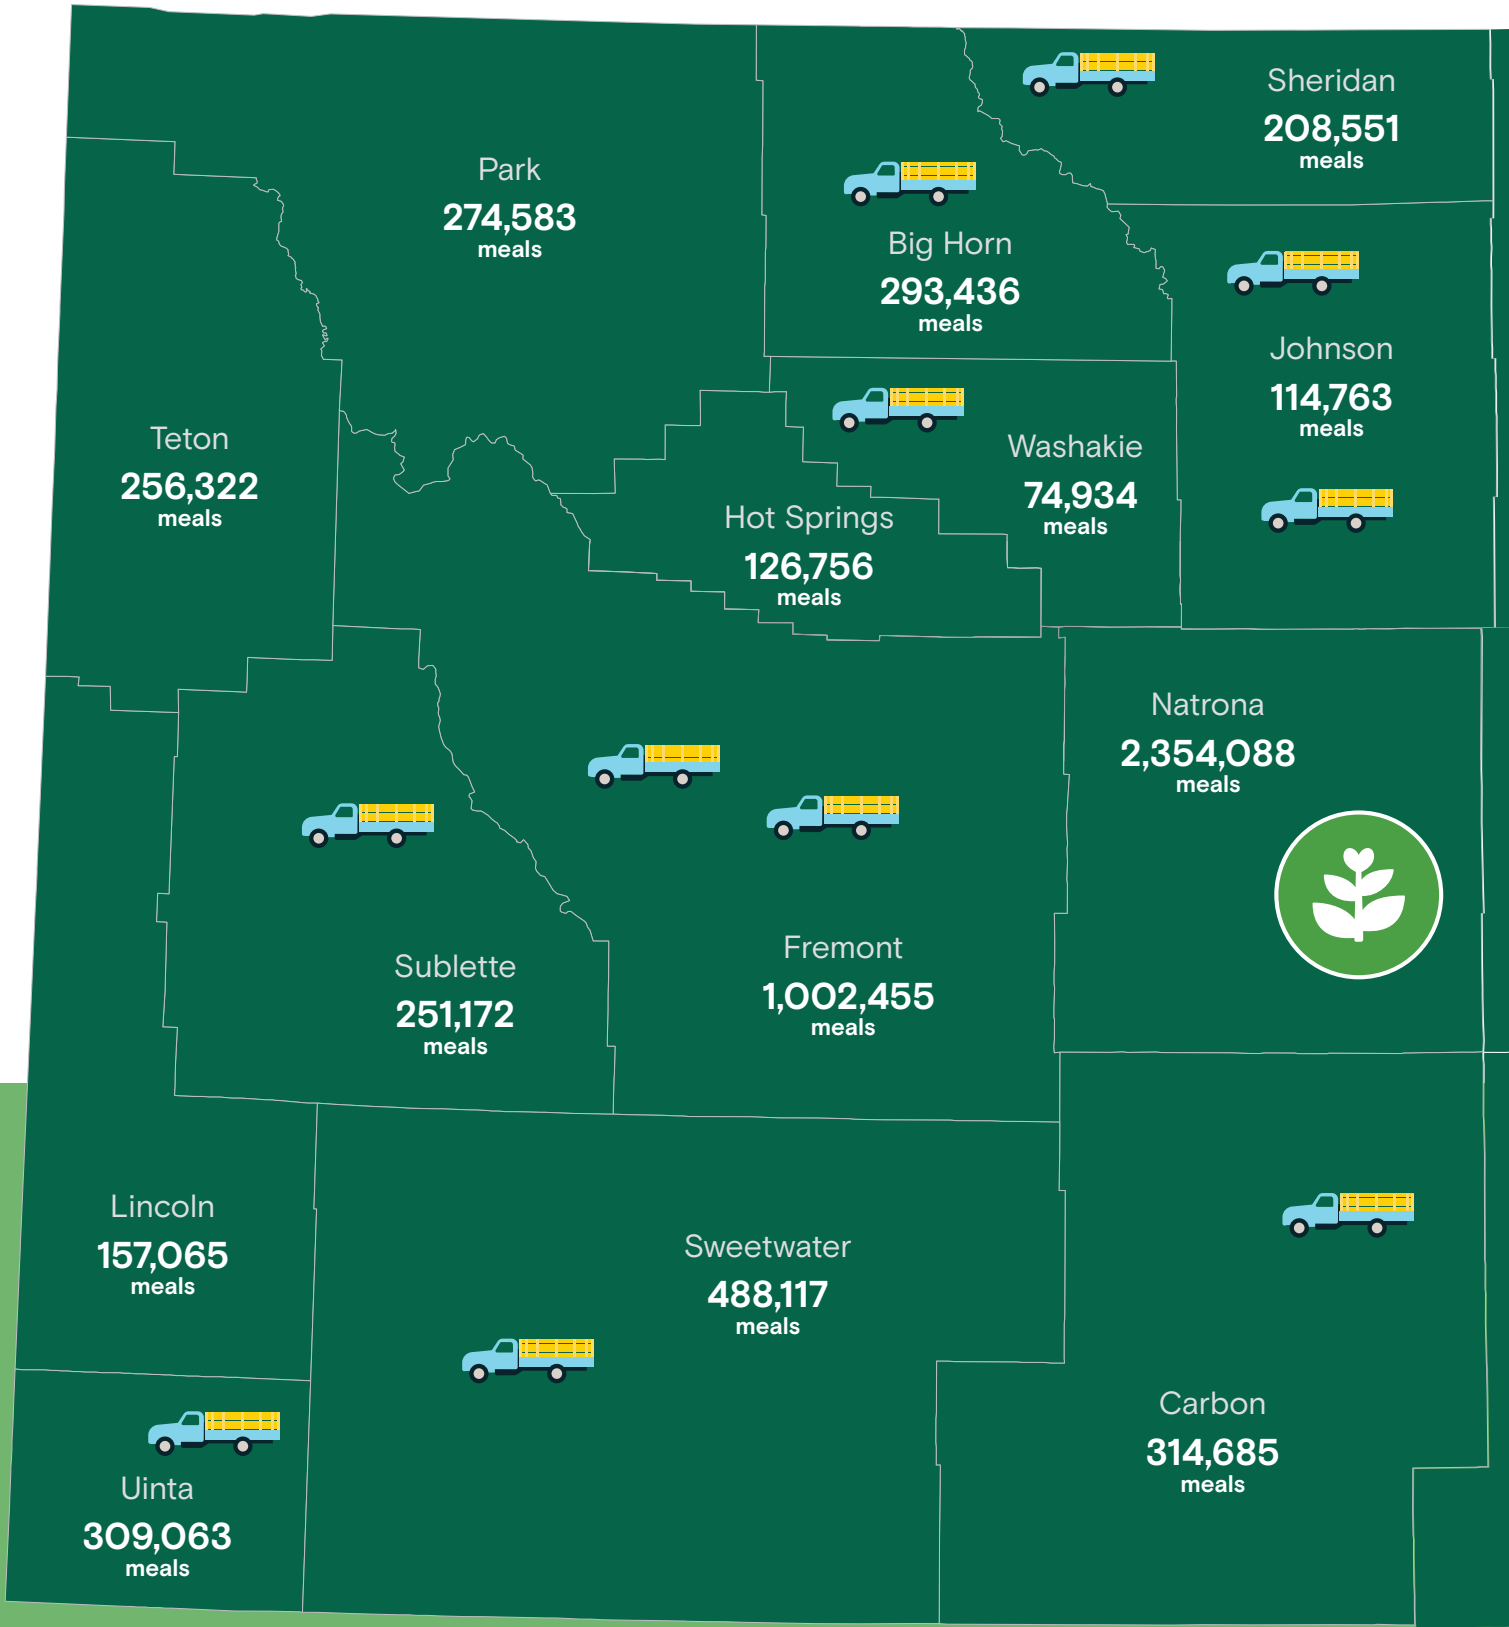 Sheridan
208,551
meals
Park
274,583
meals
Big Horn
293,436
meals
Johnson
114,763
meals
Teton
256,322
meals
Washakie
74,934
meals
Hot Springs
126,756
meals
Natrona
2,354,088
meals
Sublette
251,172
meals
Fremont
1,002,455
meals
Lincoln
157,065
meals
Sweetwater
488,117
meals
Carbon
314,685
meals
Uinta
309,063
meals